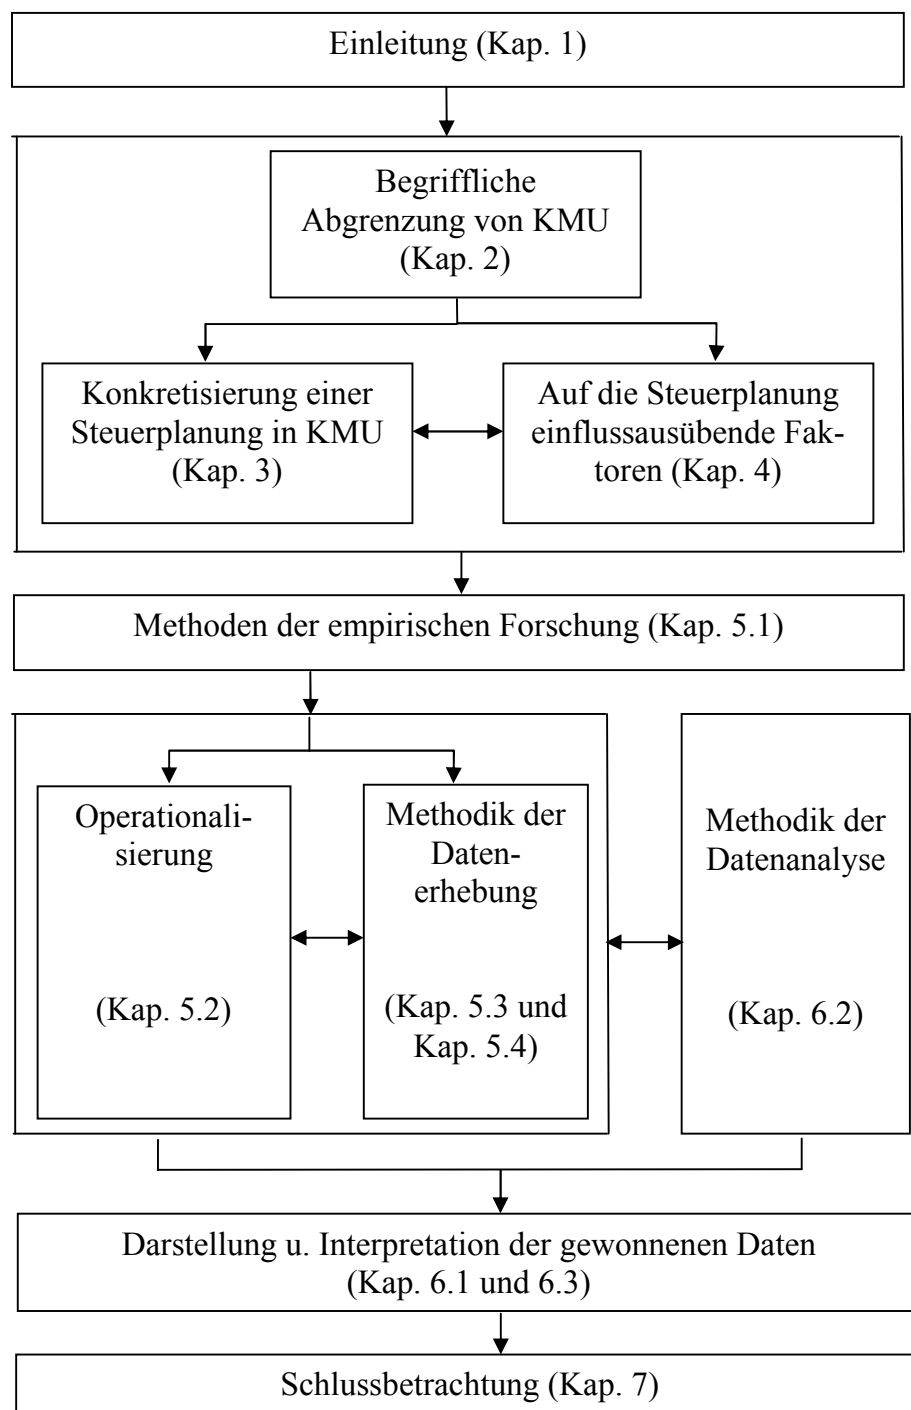 Einleitung (Kap. 1)
Begriffliche
Abgrenzung von KMU
(Kap. 2)
Konkretisierung einer
Steuerplanung in KMU
(Kap. 3)
Auf die Steuerplanung
einflussausübende Fak-
toren (Kap. 4)
Methoden der empirischen Forschung (Kap. 5.1)
Operationali-
sierung
(Kap. 5.2)
Methodik der
Daten-
erhebung
(Kap. 5.3 und
Kap. 5.4)
Methodik der
Datenanalyse
(Kap. 6.2)
Darstellung u. Interpretation der gewonnenen Daten
(Kap. 6.1 und 6.3)
Schlussbetrachtung (Kap. 7)